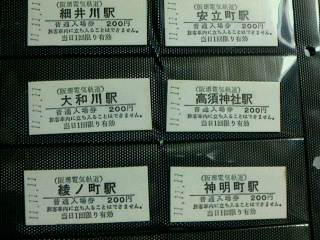 細井川駅
普通入場券 200円
旅客車内に立ち入ることはできません。
当日1回限り有効
安立町駅
普通入場券 200円
旅客車内に立ち入ることはできません。
当日1回限り有効
(阪堺電気軌道)
大和川駅
普通入場券 200円
旅客車内に立ち入ることはできません。
当日1回限り有効
(阪堺電気軌道)
高須神社駅
普通入場券 200円
旅客車内に立ち入ることはできません。
当日1回限り有効
(阪堺電気軌道)
綾ノ町駅
普通入場券 200円
旅客車内に立ち入ることはできません。
当日1回限り有効
(阪堺電気軌道)
神明町駅
普通入場券 200円
旅客車内に立ち入ることはできません。
当日1回限り有効